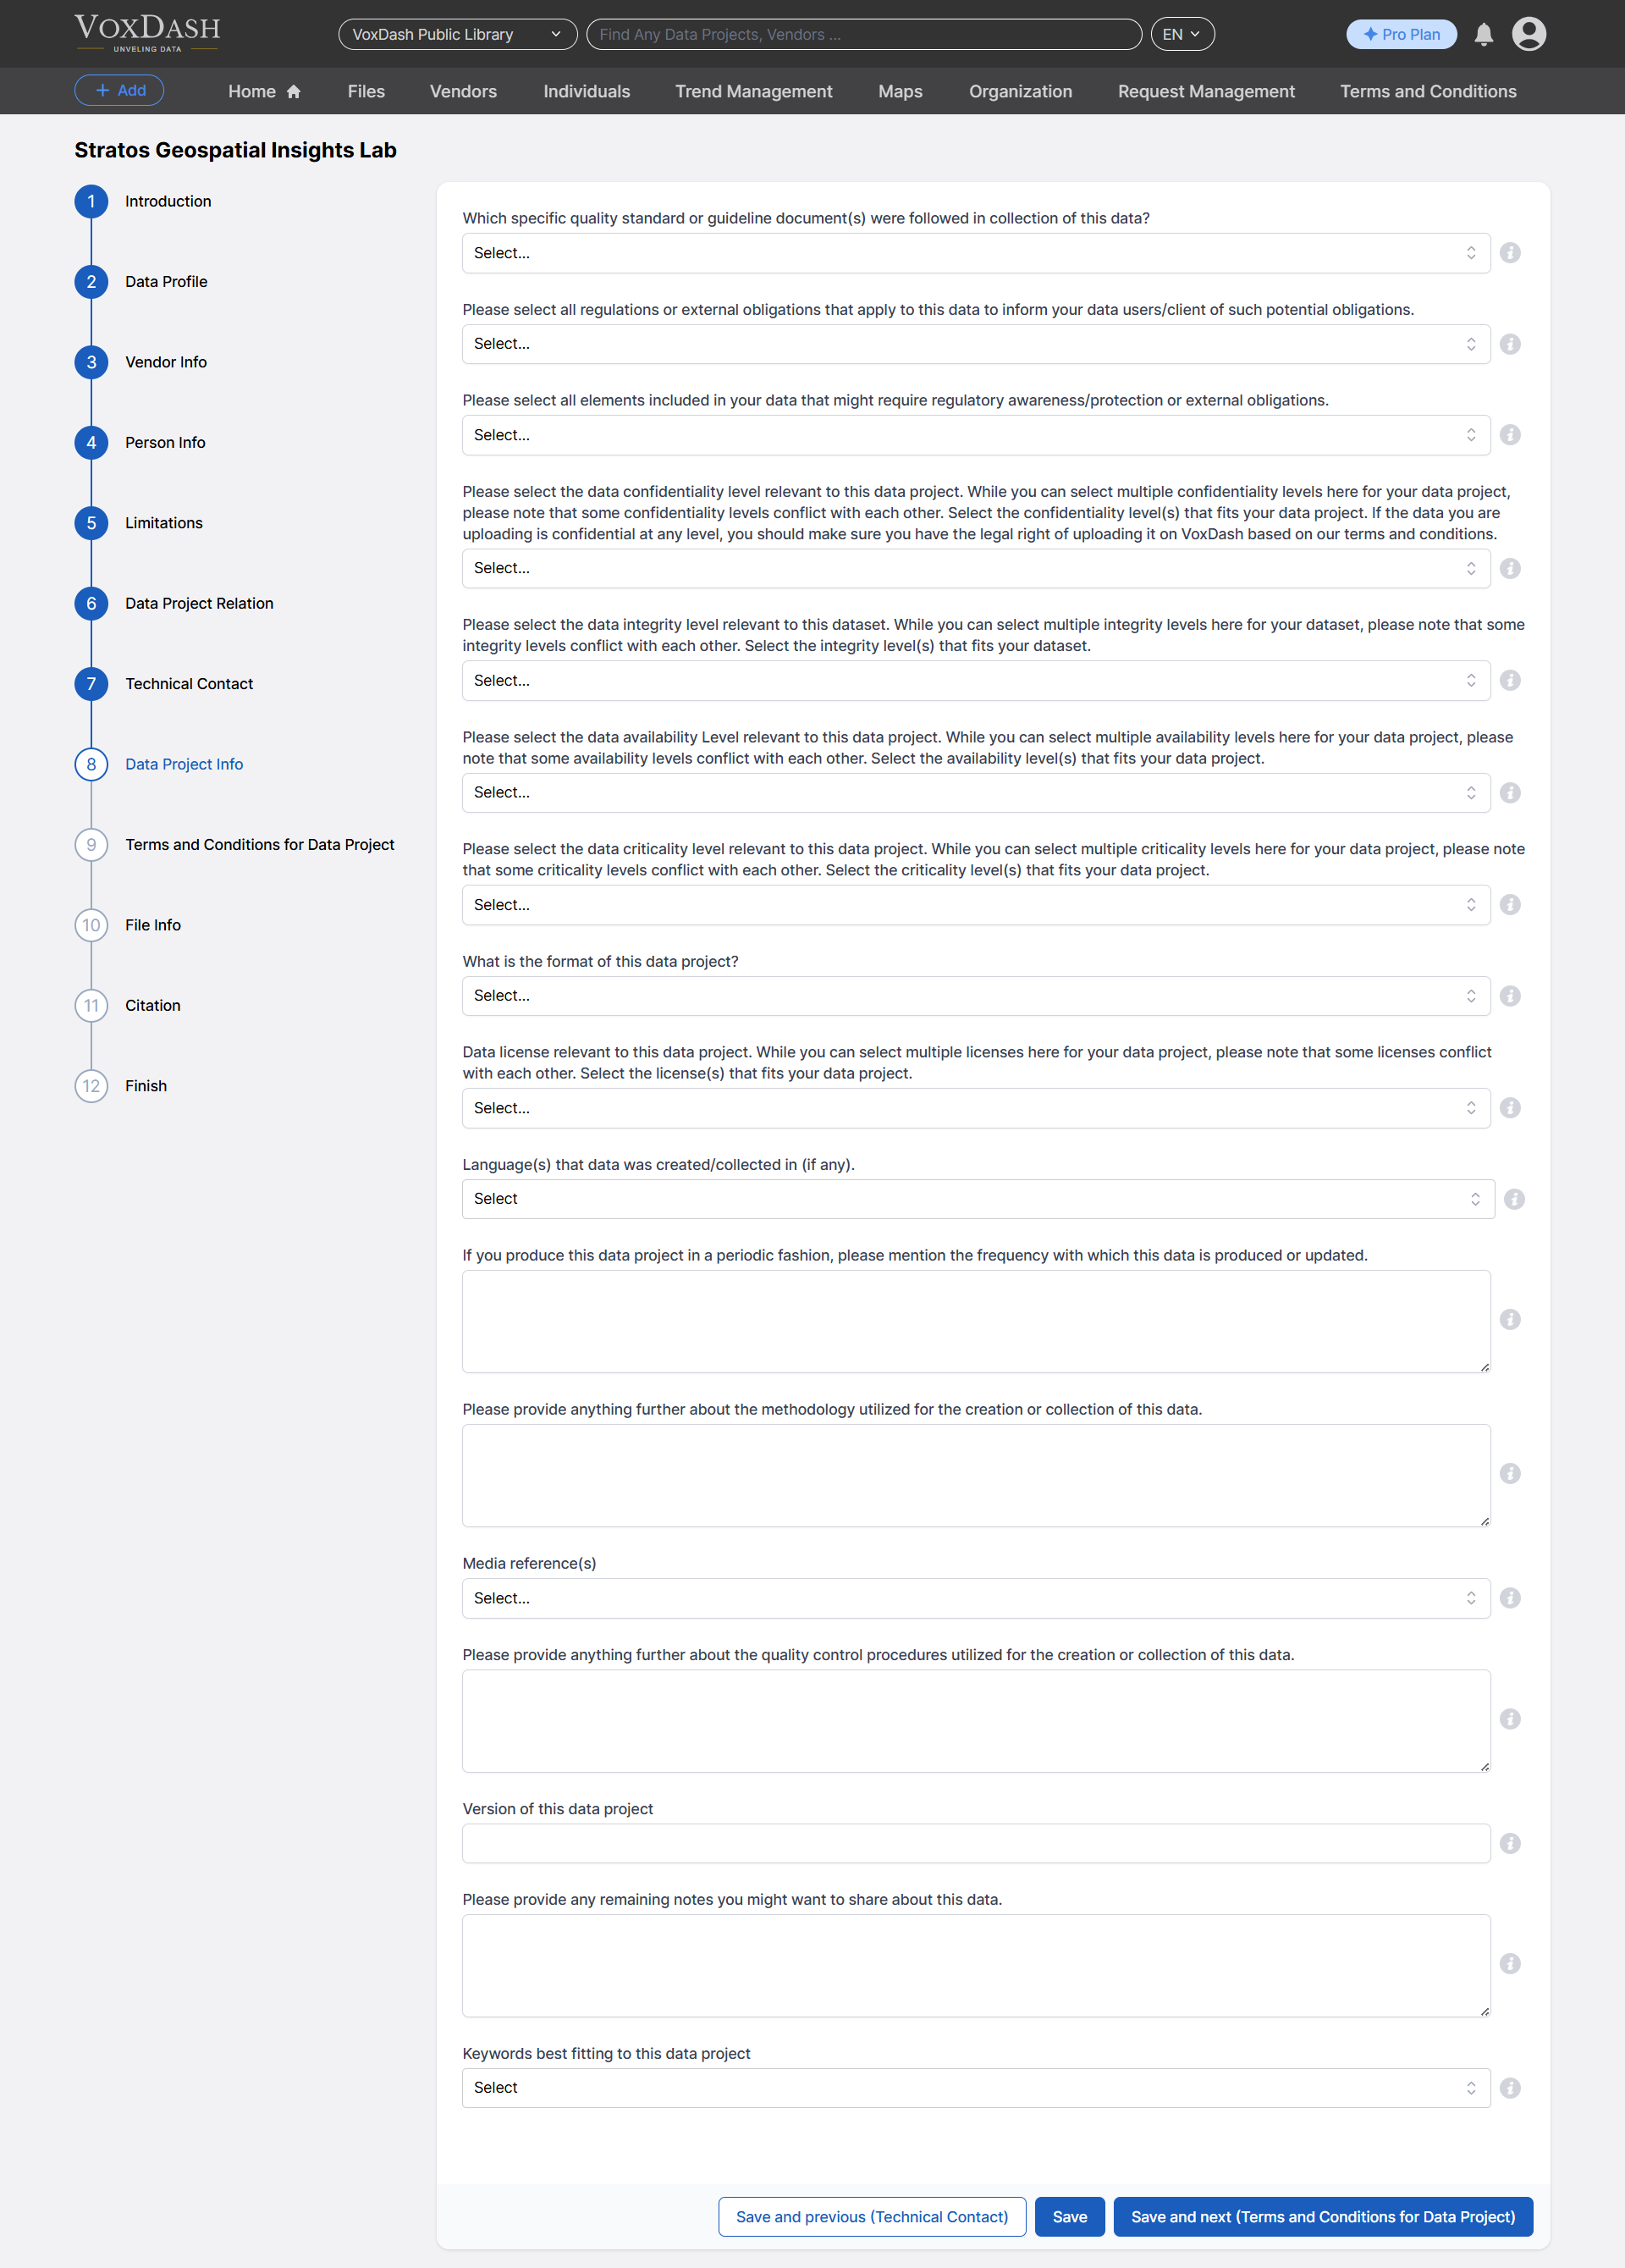 VOXDASH
UNVELING DATA
VoxDash Public Library
Find Any Data Projects, Vendors ...
EN
Pro Plan
+ Add
Home
Files
Vendors
Individuals
Trend Management
Maps
Organization
Request Management
Terms and Conditions
Stratos Geospatial Insights Lab
1 Introduction
2 Data Profile
3 Vendor Info
4 Person Info
5 Limitations
6 Data Project Relation
7 Technical Contact
8 Data Project Info
9 Terms and Conditions for Data Project
10 File Info
11 Citation
12 Finish
Which specific quality standard or guideline document(s) were followed in collection of this data?
Select...
Please select all regulations or external obligations that apply to this data to inform your data users/client of such potential obligations.
Select...
Please select all elements included in your data that might require regulatory awareness/protection or external obligations.
Select...
Please select the data confidentiality level relevant to this data project. While you can select multiple confidentiality levels here for your data project,
please note that some confidentiality levels conflict with each other. Select the confidentiality level(s) that fits your data project. If the data you are
uploading is confidential at any level, you should make sure you have the legal right of uploading it on VoxDash based on our terms and conditions.
Select...
Please select the data integrity level relevant to this dataset. While you can select multiple integrity levels here for your dataset, please note that some
integrity levels conflict with each other. Select the integrity level(s) that fits your dataset.
Select...
Please select the data availability Level relevant to this data project. While you can select multiple availability levels here for your data project, please
note that some availability levels conflict with each other. Select the availability level(s) that fits your data project.
Select...
Please select the data criticality level relevant to this data project. While you can select multiple criticality levels here for your data project, please note
that some criticality levels conflict with each other. Select the criticality level(s) that fits your data project.
Select...
What is the format of this data project?
Select...
Data license relevant to this data project. While you can select multiple licenses here for your data project, please note that some licenses conflict
with each other. Select the license(s) that fits your data project.
Select...
Language(s) that data was created/collected in (if any).
Select
If you produce this data project in a periodic fashion, please mention the frequency with which this data is produced or updated.
Please provide anything further about the methodology utilized for the creation or collection of this data.
Media reference(s)
Select...
Please provide anything further about the quality control procedures utilized for the creation or collection of this data.
Version of this data project
Please provide any remaining notes you might want to share about this data.
Keywords best fitting to this data project
Select
Save and previous (Technical Contact)
Save
Save and next (Terms and Conditions for Data Project)